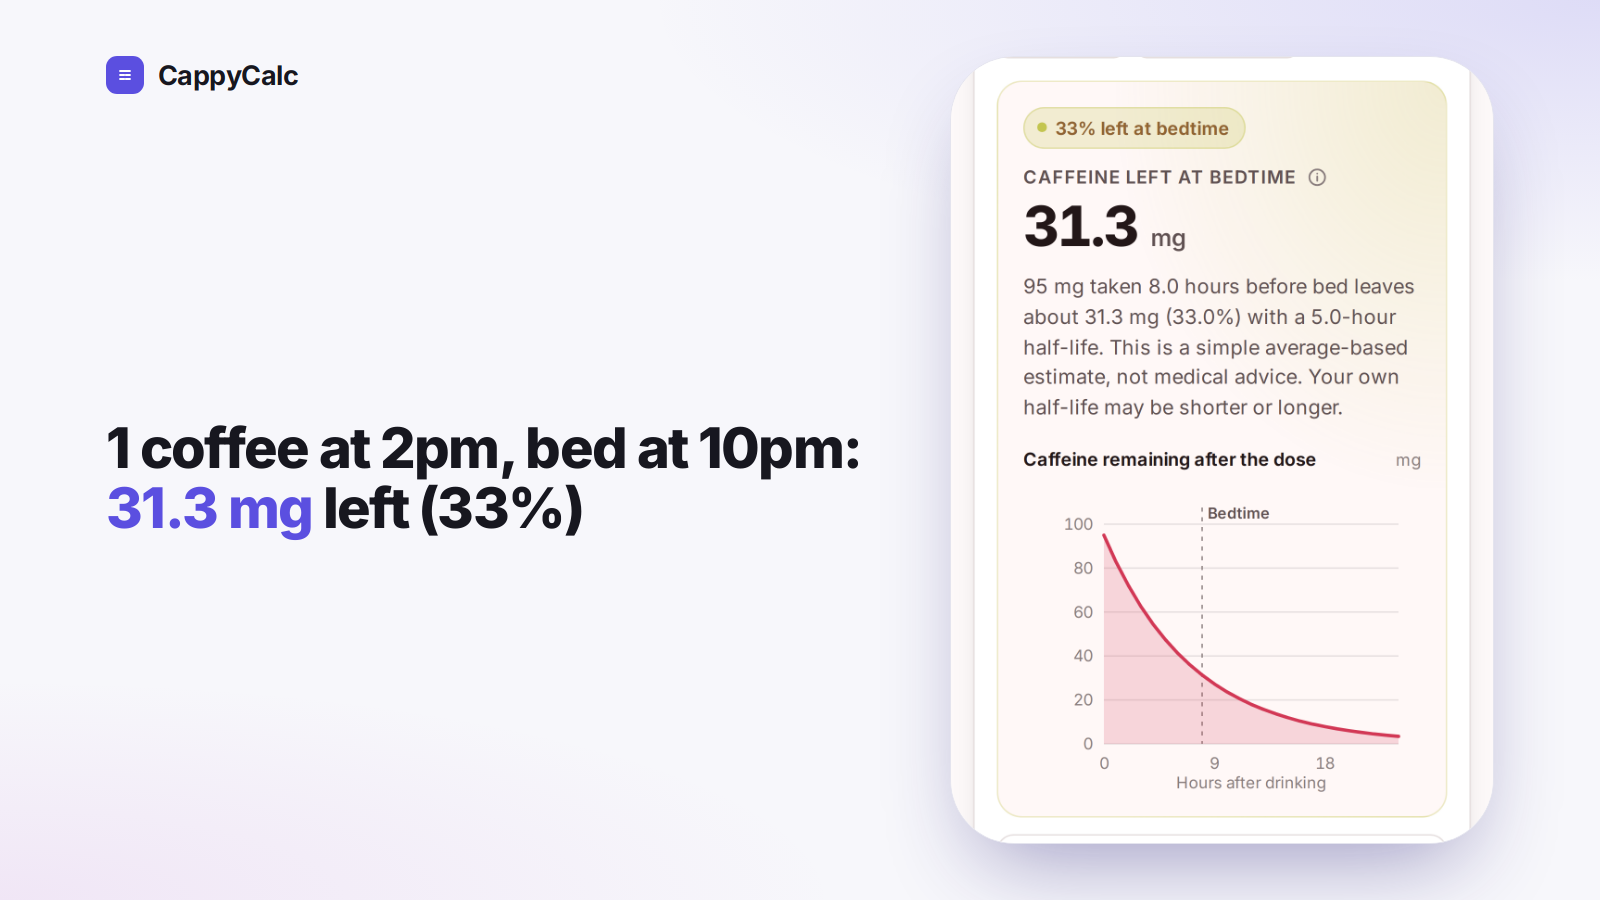 CappyCalc
1 coffee at 2pm, bed at 10pm:
31.3 mg left (33%)
33% left at bedtime
CAFFEINE LEFT AT BEDTIME
31.3 mg
95 mg taken 8.0 hours before bed leaves
about 31.3 mg (33.0%) with a 5.0-hour
half-life. This is a simple average-based
estimate, not medical advice. Your own
half-life may be shorter or longer.
Caffeine remaining after the dose mg
Bedtime
100
80
60
40
20
0
0 9 18
Hours after drinking